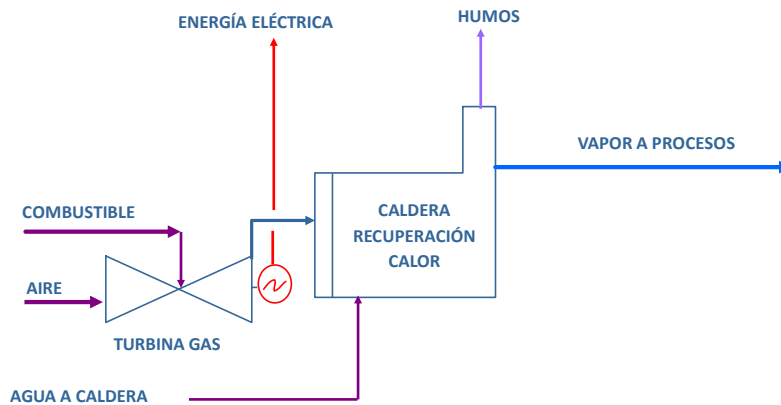 ENERGÍA ELÉCTRICA
HUMOS
VAPOR A PROCESOS
COMBUSTIBLE
CALDERA
RECUPERACIÓN
CALOR
AIRE
TURBINA GAS
AGUA A CALDERA